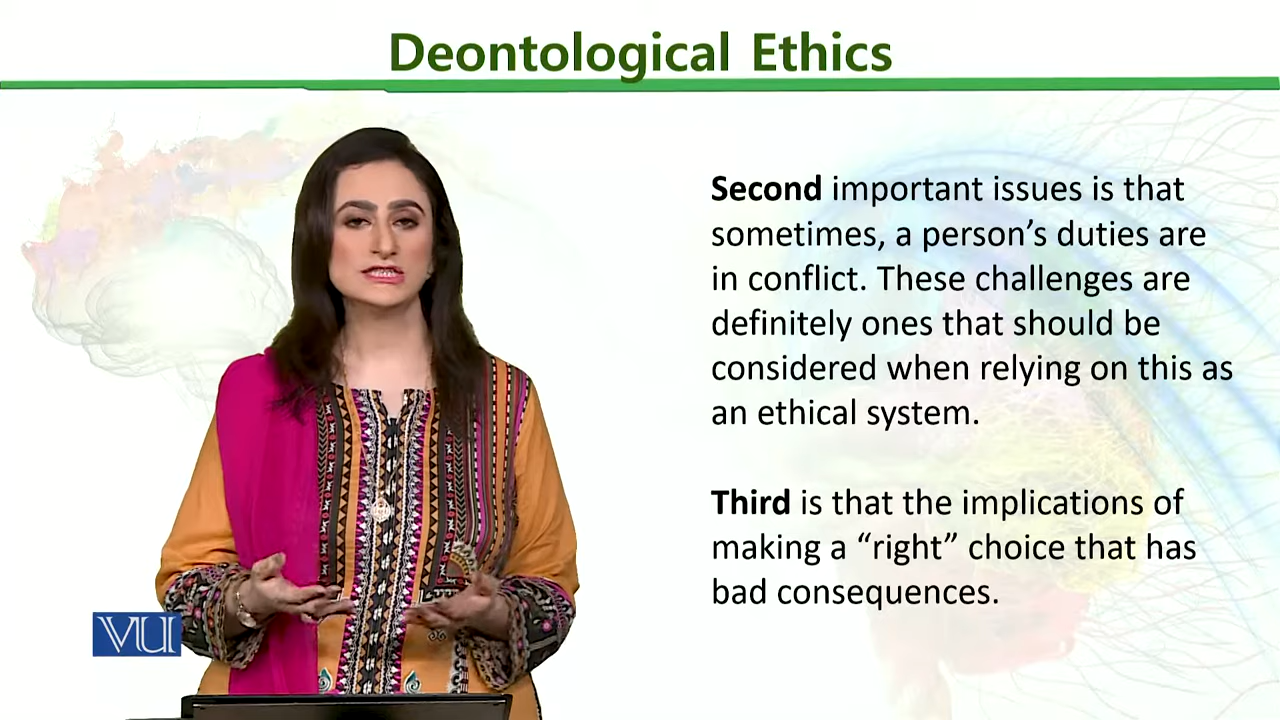 Deontological Ethics
Second important issues is that
sometimes, a person’s duties are
in conflict. These challenges are
definitely ones that should be
considered when relying on this as
an ethical system.
Third is that the implications of
making a “right” choice that has
bad consequences.
VU